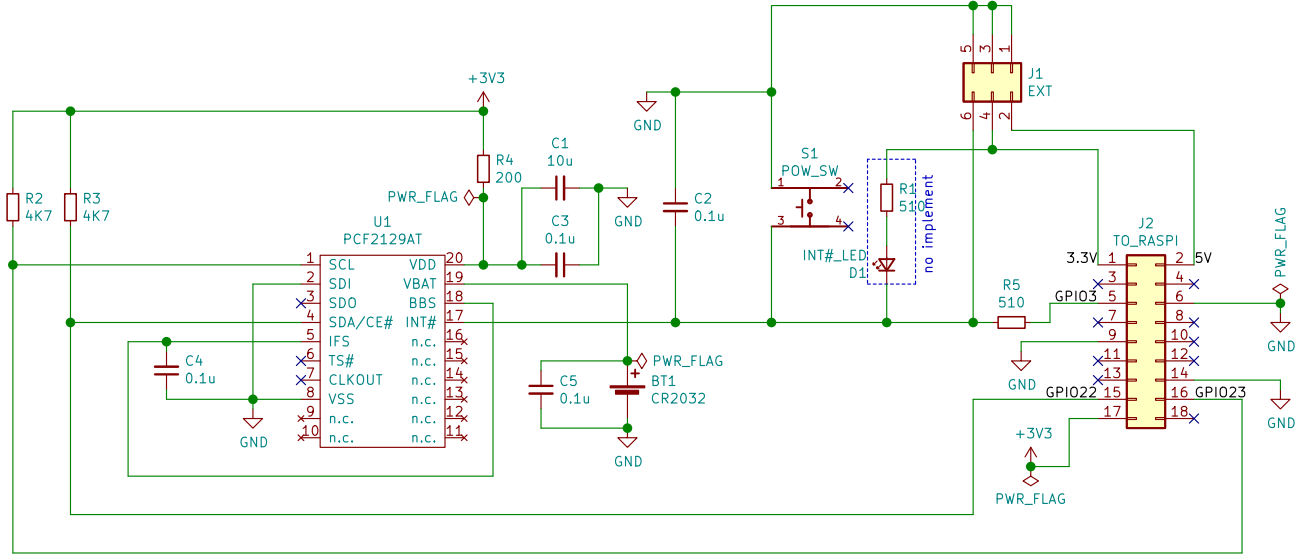 +3V3
R2
4K7
R3
4K7
R4
200
PWR_FLAG
C1
10u
C3
0.1u
GND
U1
PCF2129AT
1 SCL
2 SDI
3 SDO
4 SDA/CE#
5 IFS
6 TS#
7 CLKOUT
8 VSS
9 n.c.
10 n.c.
VDD 20
VBAT 19
BBS 18
INT# 17
n.c. 16
n.c. 15
n.c. 14
n.c. 13
n.c. 12
n.c. 11
C4
0.1u
GND
C5
0.1u
PWR_FLAG
+
BT1
CR2032
GND
GND
C2
0.1u
S1
POW_SW
1
2
3
4
R1
510
no implement
INT#_LED
D1
5
3
1
J1
EXT
6
4
2
R5
510
GPIO3
J2
TO_RASPI
3.3V
5V
1
2
3
4
5
6
7
8
9
10
11
12
13
14
15
16
17
18
GPIO22
GPIO23
GND
PWR_FLAG
GND
GND
+3V3
PWR_FLAG